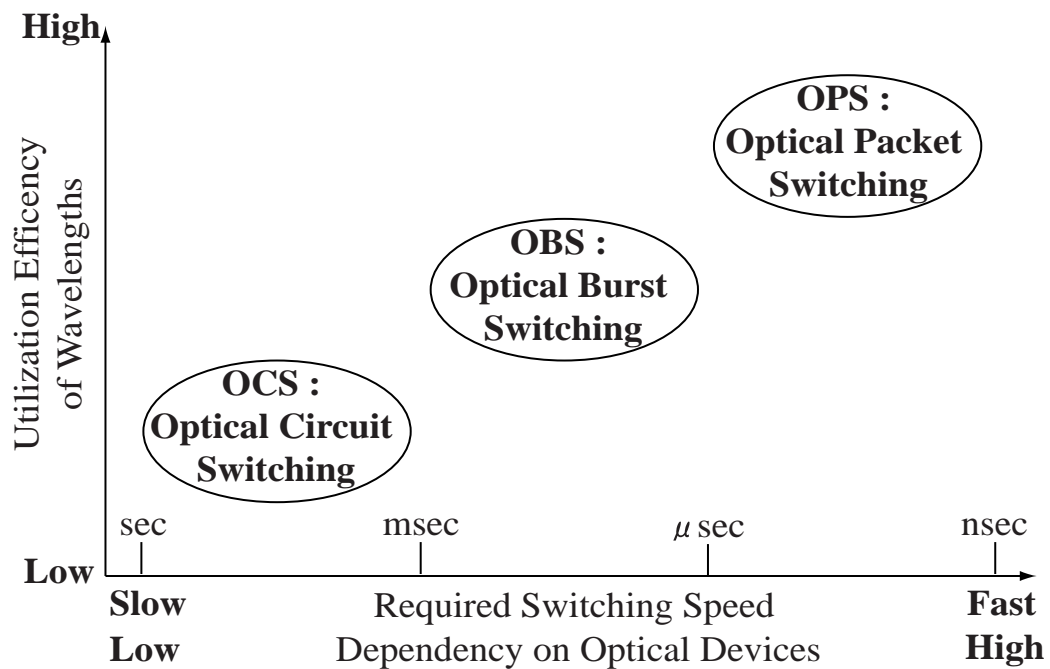 High
Utilization Efficency
of Wavelengths
OPS :
Optical Packet
Switching
OBS :
Optical Burst
Switching
OCS :
Optical Circuit
Switching
sec msec μ sec nsec
Low
Slow Required Switching Speed Fast
Low Dependency on Optical Devices High